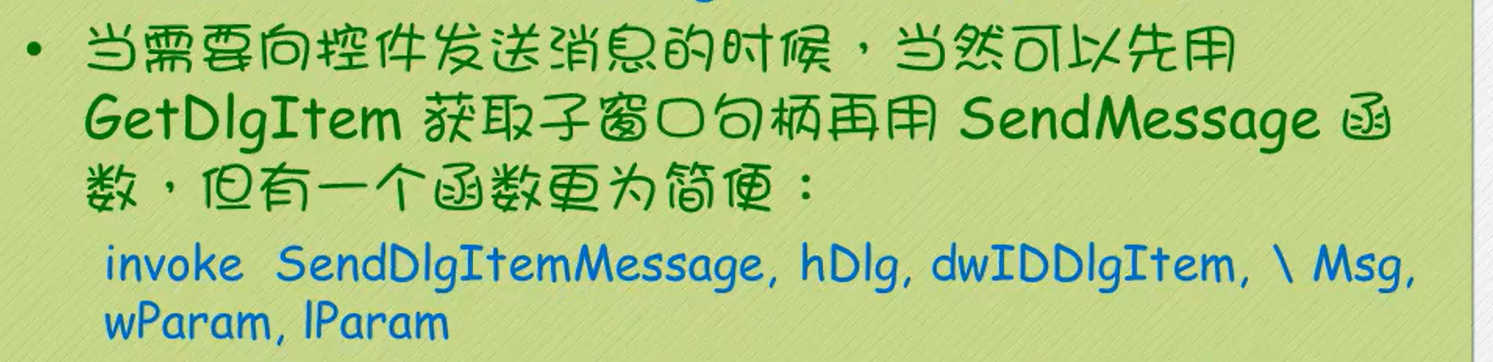 • 当需要向控件发送消息的时候，当然可以先用
GetDlgItem 获取子窗口句柄再用 SendMessage 函
数，但有一个函数更为简便：
invoke SendDlgItemMessage, hDlg, dwIDDlgItem, \ Msg,
wParam, lParam